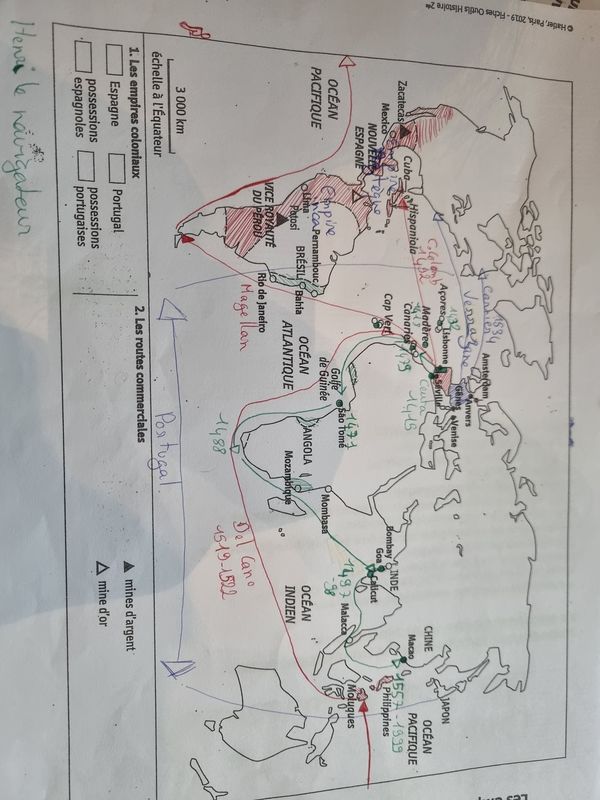 © Hatier, Paris, 2019 - Fiches Outils Histoire 2de
1534
Cartier
Verrazane
Amsterdam
Anvers
Gênes
Venise
1432
Açores
Lisbonne
Séville
Colomb
1492
Madère
1419
Ceuta
1415
Canaries
1479
JAPON
CHINE
Macao
OCÉAN
PACIFIQUE
1557-1999
Philippines
Cuba
Hispaniola
Zacatecas
Mexico
NOUVELLE
ESPAGNE
Cap Vert
INDE
Bombay
Goa
Calicut
Malacca
Moluques
1497
-98
1471
São Tomé
Golfe
de Guinée
Mombasa
Empire
inca
OCÉAN
PACIFIQUE
Lima
Pernambouc
BRÉSIL
Bahia
Potosi
VICE ROYAUTÉ
DU PÉROU
OCÉAN
ATLANTIQUE
ANGOLA
Mozambique
OCÉAN
INDIEN
Rio de Janeiro
Magellan
Del Cano
1519-1522
1488
3 000 km
échelle à l'Équateur
Portugal
1. Les empires coloniaux
Espagne
Portugal
possessions
espagnoles
possessions
portugaises
2. Les routes commerciales
mines d'argent
mine d'or
Henri le navigateur